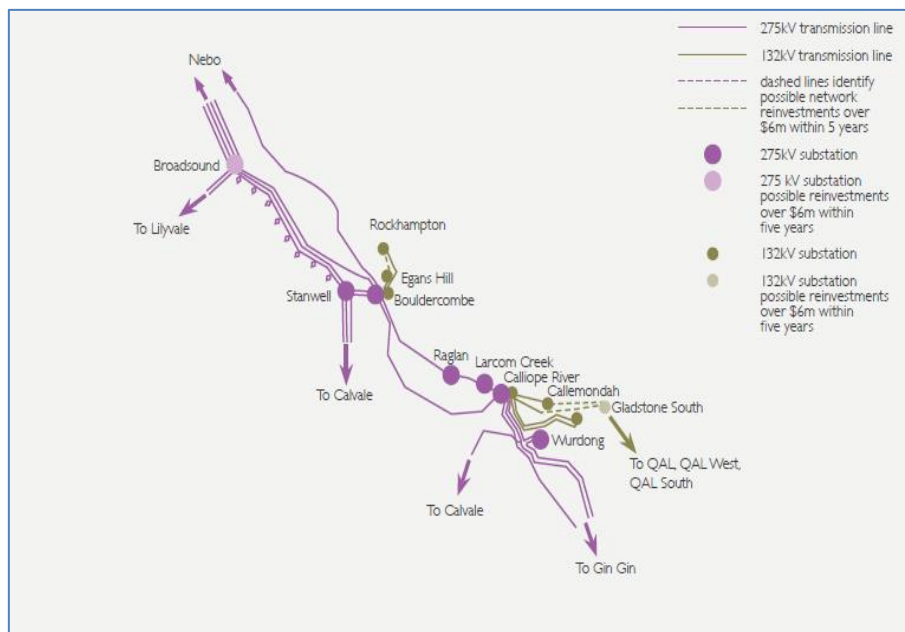 275kV transmission line
132kV transmission line
dashed lines identify
possible network
reinvestments over
$6m within 5 years
275kV substation
275 kV substation
possible reinvestments
over $6m within
five years
132kV substation
132kV substation
possible reinvestments
over $6m within
five years
Nebo
Broadsound
To Lilyvale
Rockhampton
Egans Hill
Stanwell
Bouldercombe
To Calvale
Raglan
Larcom Creek
Calliope River
Callemondah
Gladstone South
Wurdong
To QAL, QAL West,
QAL South
To Calvale
To Gin Gin